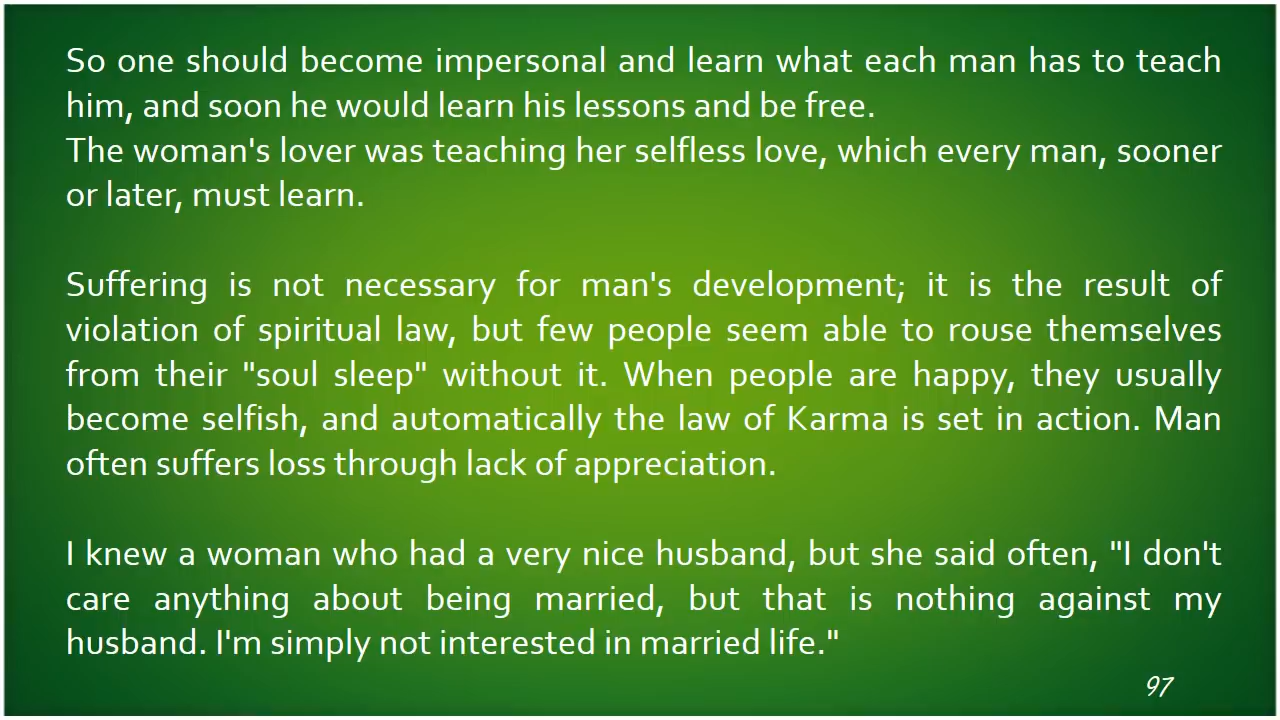 So one should become impersonal and learn what each man has to teach
him, and soon he would learn his lessons and be free.
The woman's lover was teaching her selfless love, which every man, sooner
or later, must learn.
Suffering is not necessary for man's development; it is the result of
violation of spiritual law, but few people seem able to rouse themselves
from their "soul sleep" without it. When people are happy, they usually
become selfish, and automatically the law of Karma is set in action. Man
often suffers loss through lack of appreciation.
I knew a woman who had a very nice husband, but she said often, "I don't
care anything about being married, but that is nothing against my
husband. I'm simply not interested in married life."
97